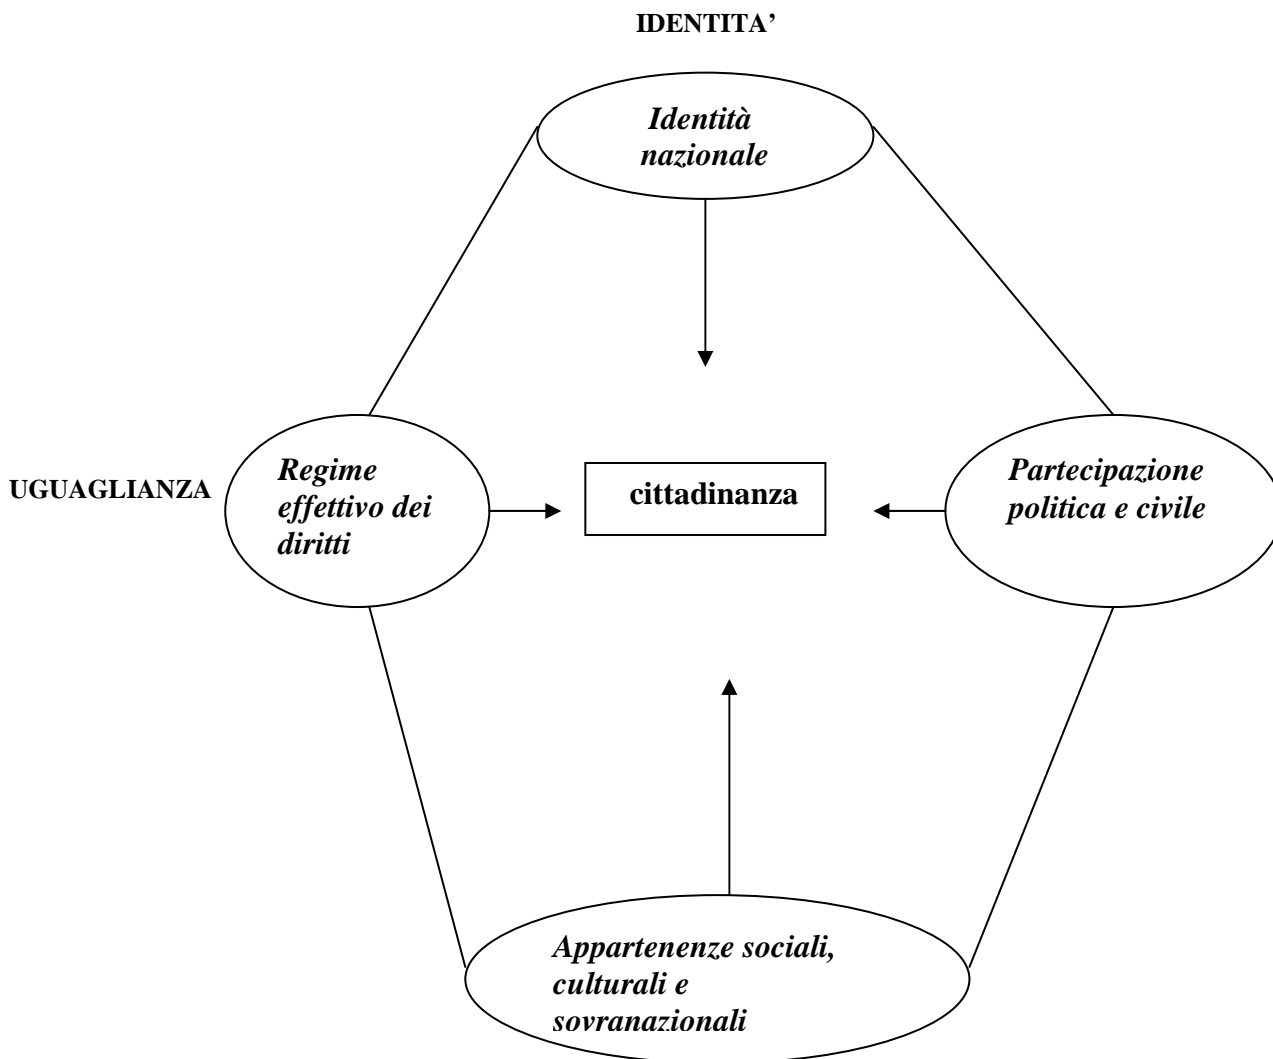 IDENTITA’
Identità
nazionale
UGUAGLIANZA
Regime
effettivo dei
diritti
cittadinanza
Partecipazione
politica e civile
Appartenenze sociali,
culturali e
sovranazionali